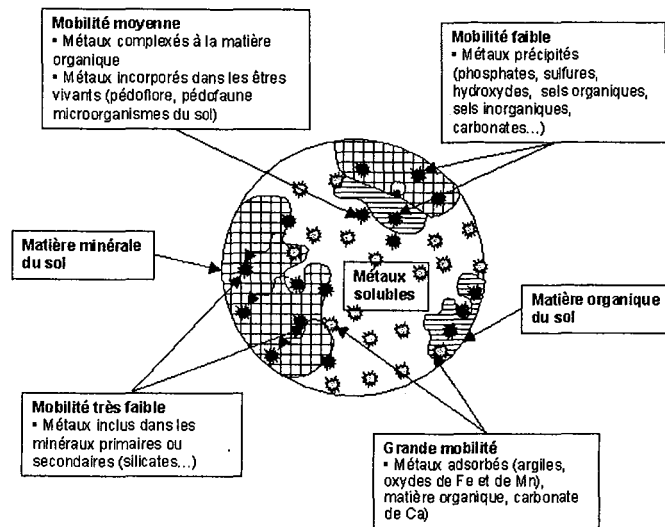 Mobilité moyenne
▪ Métaux complexés à la matière
organique
▪ Métaux incorporés dans les êtres
vivants (pédoflore, pédofaune
microorganismes du sol)
Mobilité faible
▪ Métaux précipités
(phosphates, sulfures,
hydroxydes, sels organiques,
sels inorganiques,
carbonates...)
Matière minérale
du sol
Métaux
solubles
Matière organique
du sol
Mobilité très faible
▪ Métaux inclus dans les
minéraux primaires ou
secondaires (silicates...)
Grande mobilité
▪ Métaux adsorbés (argiles,
oxydes de Fe et de Mn),
matière organique, carbonate
de Ca)